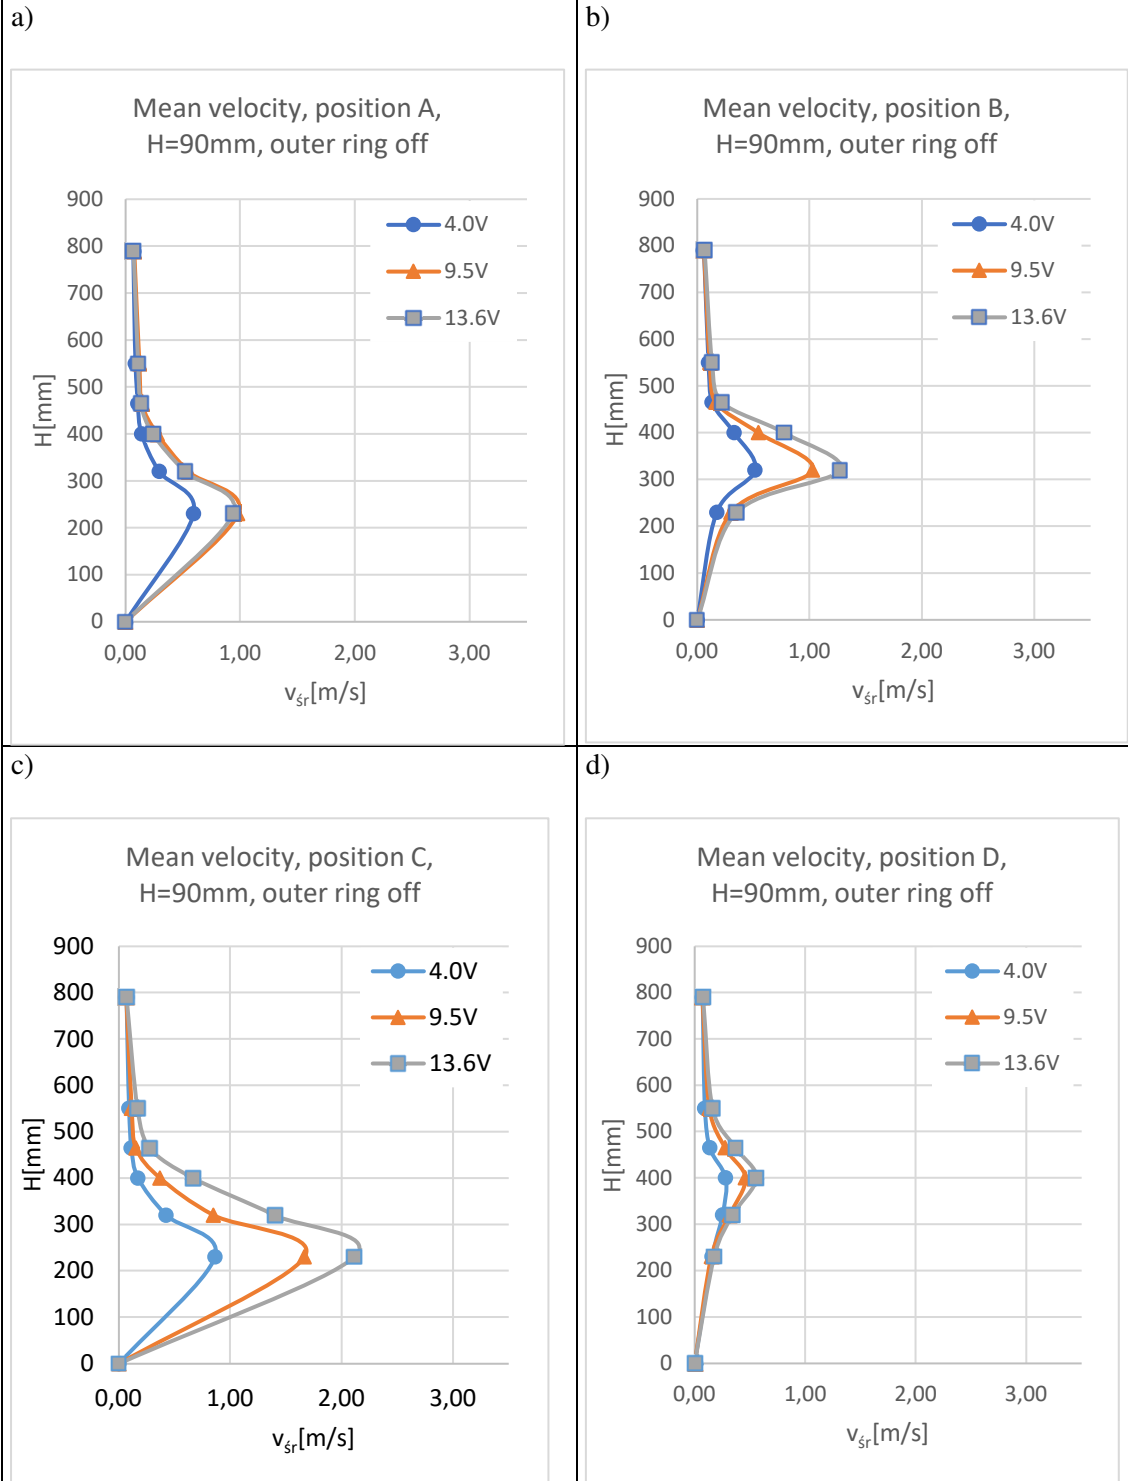 a)
Mean velocity, position A,
H=90mm, outer ring off
900
800
700
600
500
400
300
200
100
0
H[mm]
4.0V
9.5V
13.6V
0,00 1,00 2,00 3,00
vśr[m/s]
b)
Mean velocity, position B,
H=90mm, outer ring off
900
800
700
600
500
400
300
200
100
0
H[mm]
4.0V
9.5V
13.6V
0,00 1,00 2,00 3,00
vśr[m/s]
c)
Mean velocity, position C,
H=90mm, outer ring off
900
800
700
600
500
400
300
200
100
0
H[mm]
4.0V
9.5V
13.6V
0,00 1,00 2,00 3,00
vśr[m/s]
d)
Mean velocity, position D,
H=90mm, outer ring off
900
800
700
600
500
400
300
200
100
0
H[mm]
4.0V
9.5V
13.6V
0,00 1,00 2,00 3,00
vśr[m/s]